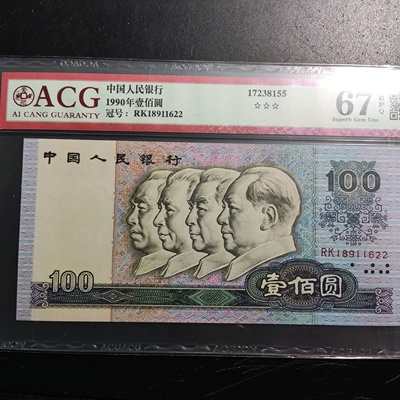 ACG
AI CANG GUARANTY
中国人民银行
1990年壹佰圆
冠号：RK18911622
17238155
☆☆☆
67
EPQ
Superb Gem Unc
中国人民银行
100
RK18911622
100
壹佰圆